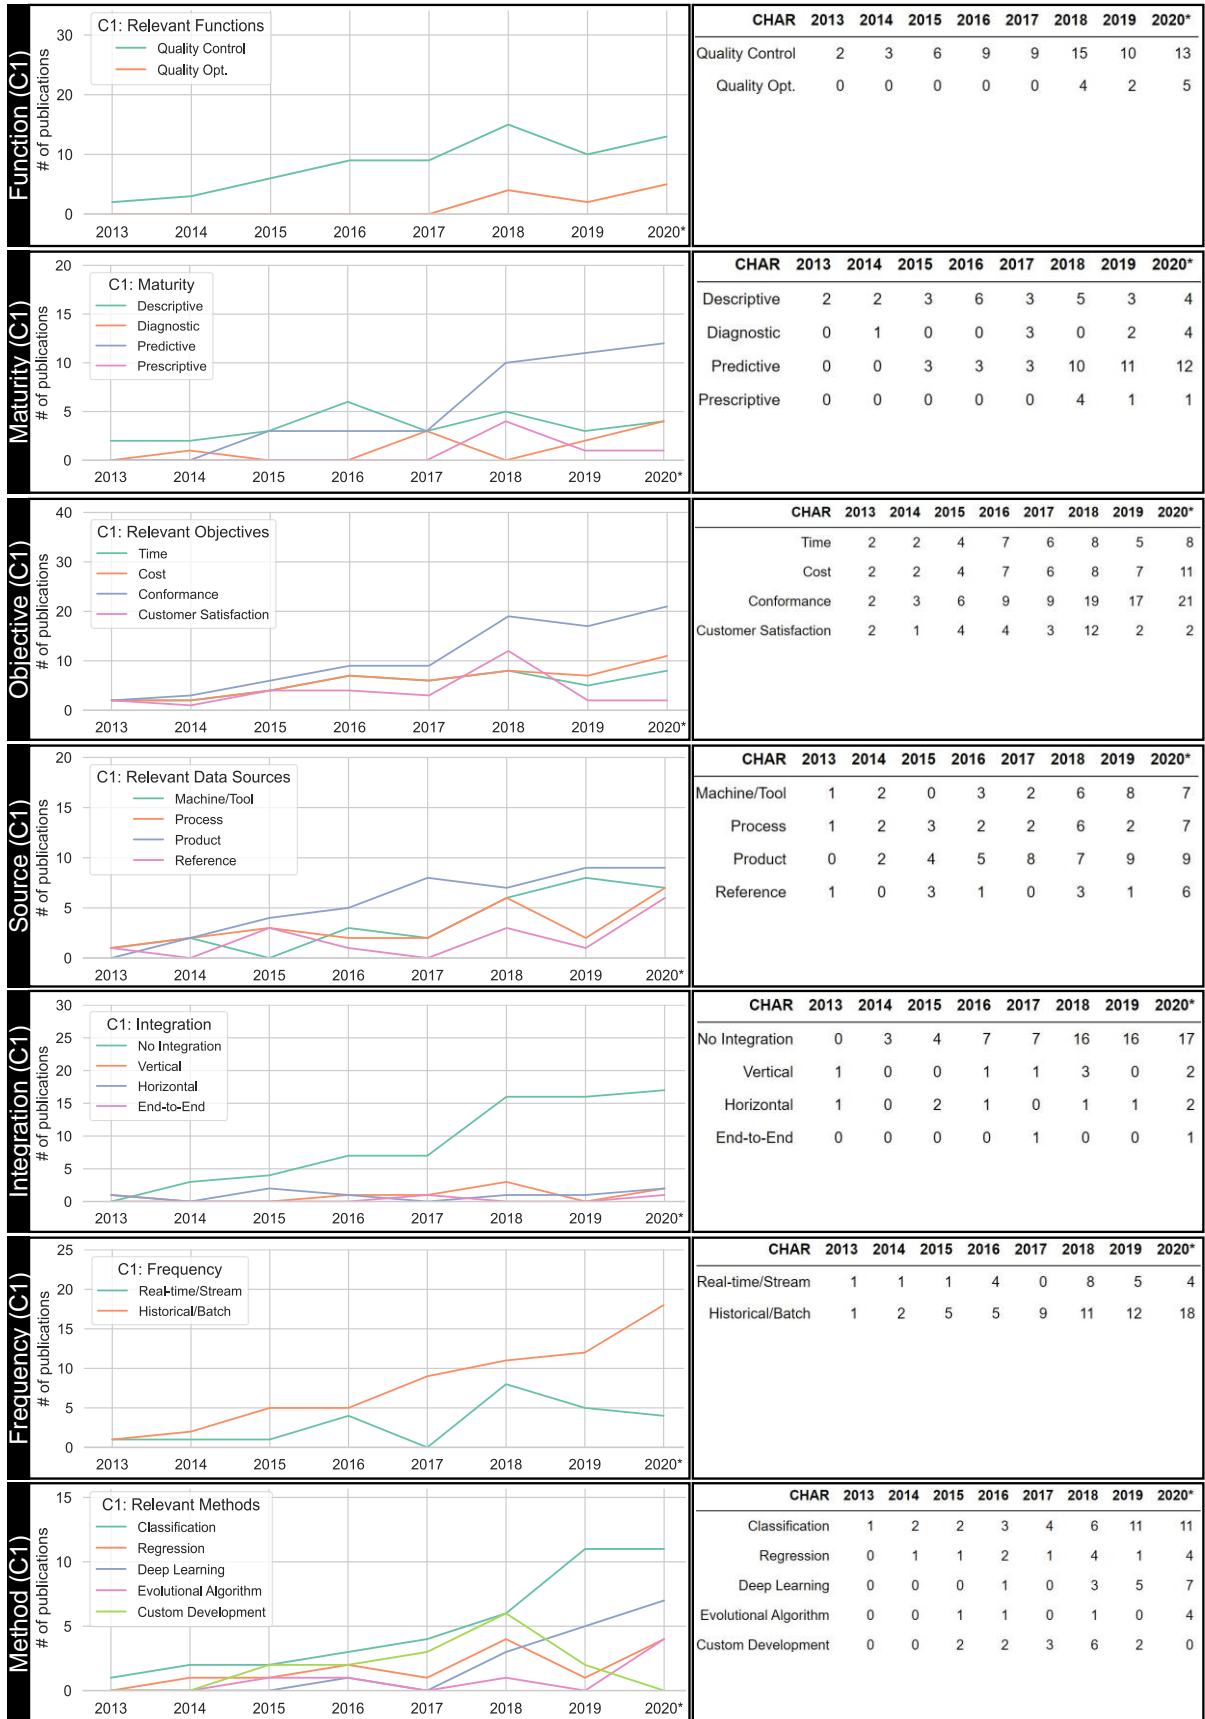 Function (C1)
# of publications
C1: Relevant Functions
Quality Control
Quality Opt.
30
20
10
0
2013 2014 2015 2016 2017 2018 2019 2020*
CHAR 2013 2014 2015 2016 2017 2018 2019 2020*
Quality Control 2 3 6 9 9 15 10 13
Quality Opt. 0 0 0 0 0 4 2 5
Maturity (C1)
# of publications
C1: Maturity
Descriptive
Diagnostic
Predictive
Prescriptive
20
15
10
5
0
2013 2014 2015 2016 2017 2018 2019 2020*
CHAR 2013 2014 2015 2016 2017 2018 2019 2020*
Descriptive 2 2 3 6 3 5 3 4
Diagnostic 0 1 0 0 3 0 2 4
Predictive 0 0 3 3 3 10 11 12
Prescriptive 0 0 0 0 0 4 1 1
Objective (C1)
# of publications
C1: Relevant Objectives
Time
Cost
Conformance
Customer Satisfaction
40
30
20
10
0
2013 2014 2015 2016 2017 2018 2019 2020*
CHAR 2013 2014 2015 2016 2017 2018 2019 2020*
Time 2 2 4 7 6 8 5 8
Cost 2 2 4 7 6 8 7 11
Conformance 2 3 6 9 9 19 17 21
Customer Satisfaction 2 1 4 4 3 12 2 2
Source (C1)
# of publications
C1: Relevant Data Sources
Machine/Tool
Process
Product
Reference
20
15
10
5
0
2013 2014 2015 2016 2017 2018 2019 2020*
CHAR 2013 2014 2015 2016 2017 2018 2019 2020*
Machine/Tool 1 2 0 3 2 6 8 7
Process 1 2 3 2 2 6 2 7
Product 0 2 4 5 8 7 9 9
Reference 1 0 3 1 0 3 1 6
Integration (C1)
# of publications
C1: Integration
No Integration
Vertical
Horizontal
End-to-End
30
25
20
15
10
5
0
2013 2014 2015 2016 2017 2018 2019 2020*
CHAR 2013 2014 2015 2016 2017 2018 2019 2020*
No Integration 0 3 4 7 7 16 16 17
Vertical 1 0 0 1 1 3 0 2
Horizontal 1 0 2 1 0 1 1 2
End-to-End 0 0 0 0 1 0 0 1
Frequency (C1)
# of publications
C1: Frequency
Real-time/Stream
Historical/Batch
25
20
15
10
5
0
2013 2014 2015 2016 2017 2018 2019 2020*
CHAR 2013 2014 2015 2016 2017 2018 2019 2020*
Real-time/Stream 1 1 1 4 0 8 5 4
Historical/Batch 1 2 5 5 9 11 12 18
Method (C1)
# of publications
C1: Relevant Methods
Classification
Regression
Deep Learning
Evolutional Algorithm
Custom Development
15
10
5
0
2013 2014 2015 2016 2017 2018 2019 2020*
CHAR 2013 2014 2015 2016 2017 2018 2019 2020*
Classification 1 2 2 3 4 6 11 11
Regression 0 1 1 2 1 4 1 4
Deep Learning 0 0 0 1 0 3 5 7
Evolutional Algorithm 0 0 1 1 0 1 0 4
Custom Development 0 0 2 2 3 6 2 0